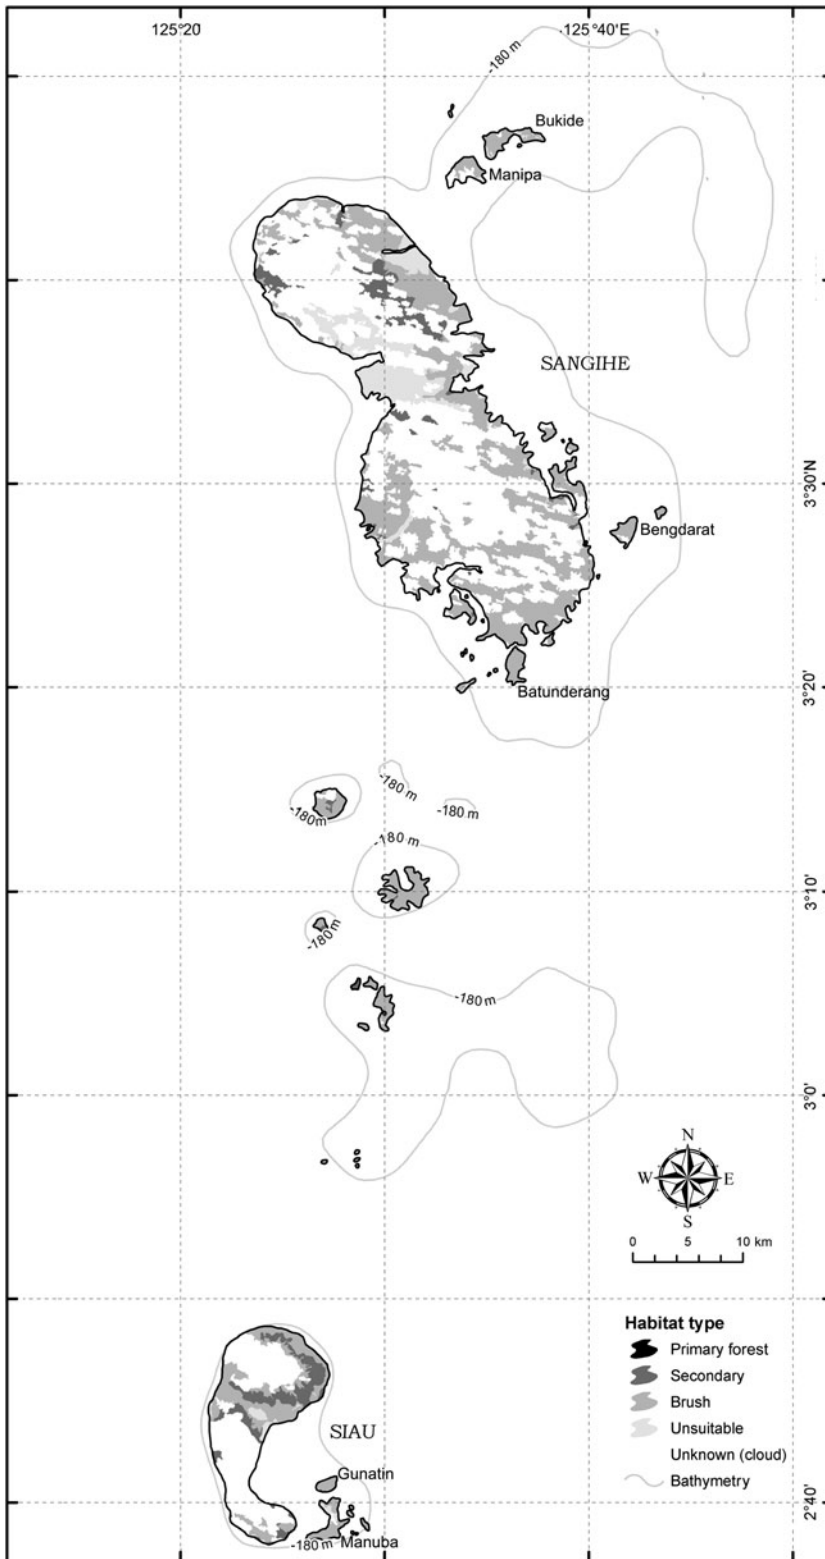 125°20'
125°40'E
-180 m
Bukide
Manipa
SANGIHE
3°30'N
Bengdarat
Batunderang
3°20'
-180 m
-180m
-180 m
-180 m
3°10'
-180m
-180 m
3°0'
N
W E
S
0 5 10 km
Habitat type
Primary forest
Secondary
Brush
Unsuitable
Unknown (cloud)
Bathymetry
SIAU
Gunatin
2°40'
Manuba
-180 m